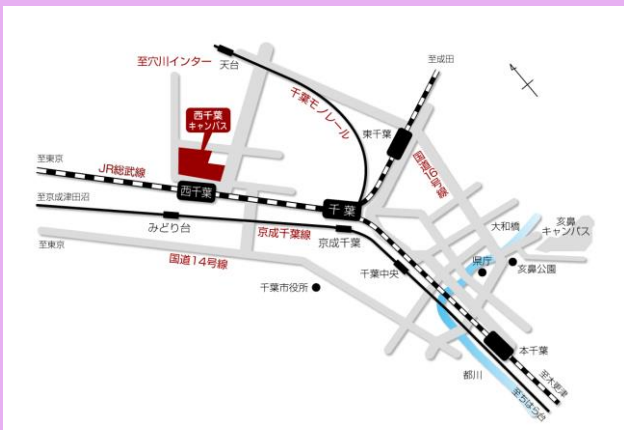 至穴川インター
天台
至成田
千葉モノレール
西千葉
キャンパス
東千葉
国道16号線
至東京
JR総武線
西千葉
千葉
至京成津田沼
みどり台
京成千葉線
京成千葉
至東京
国道14号線
千葉中央
千葉市役所
大和橋
亥鼻
キャンパス
県庁
亥鼻公園
本千葉
都川
至木更津
至ちはら台